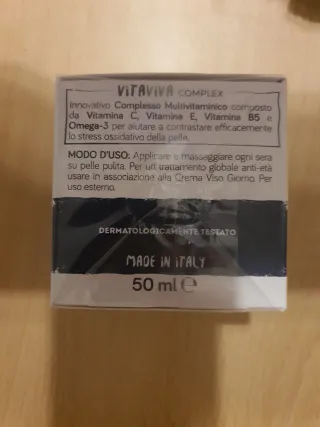 VITAVIVA COMPLEX
Innovativo Complesso Multivitaminico composto
da Vitamina C, Vitamina E, Vitamina B5 e
Omega-3 per aiutare a contrastare efficacemente
lo stress ossidativo della pelle.
MODO D'USO: Applicare e massaggiare ogni sera
su pelle pulita. Per un trattamento globale anti-età
usare in associazione alla Crema Viso Giorno. Per
uso esterno.
DERMATOLOGICAMENTE TESTATO
MADE IN ITALY
50 ml ℮